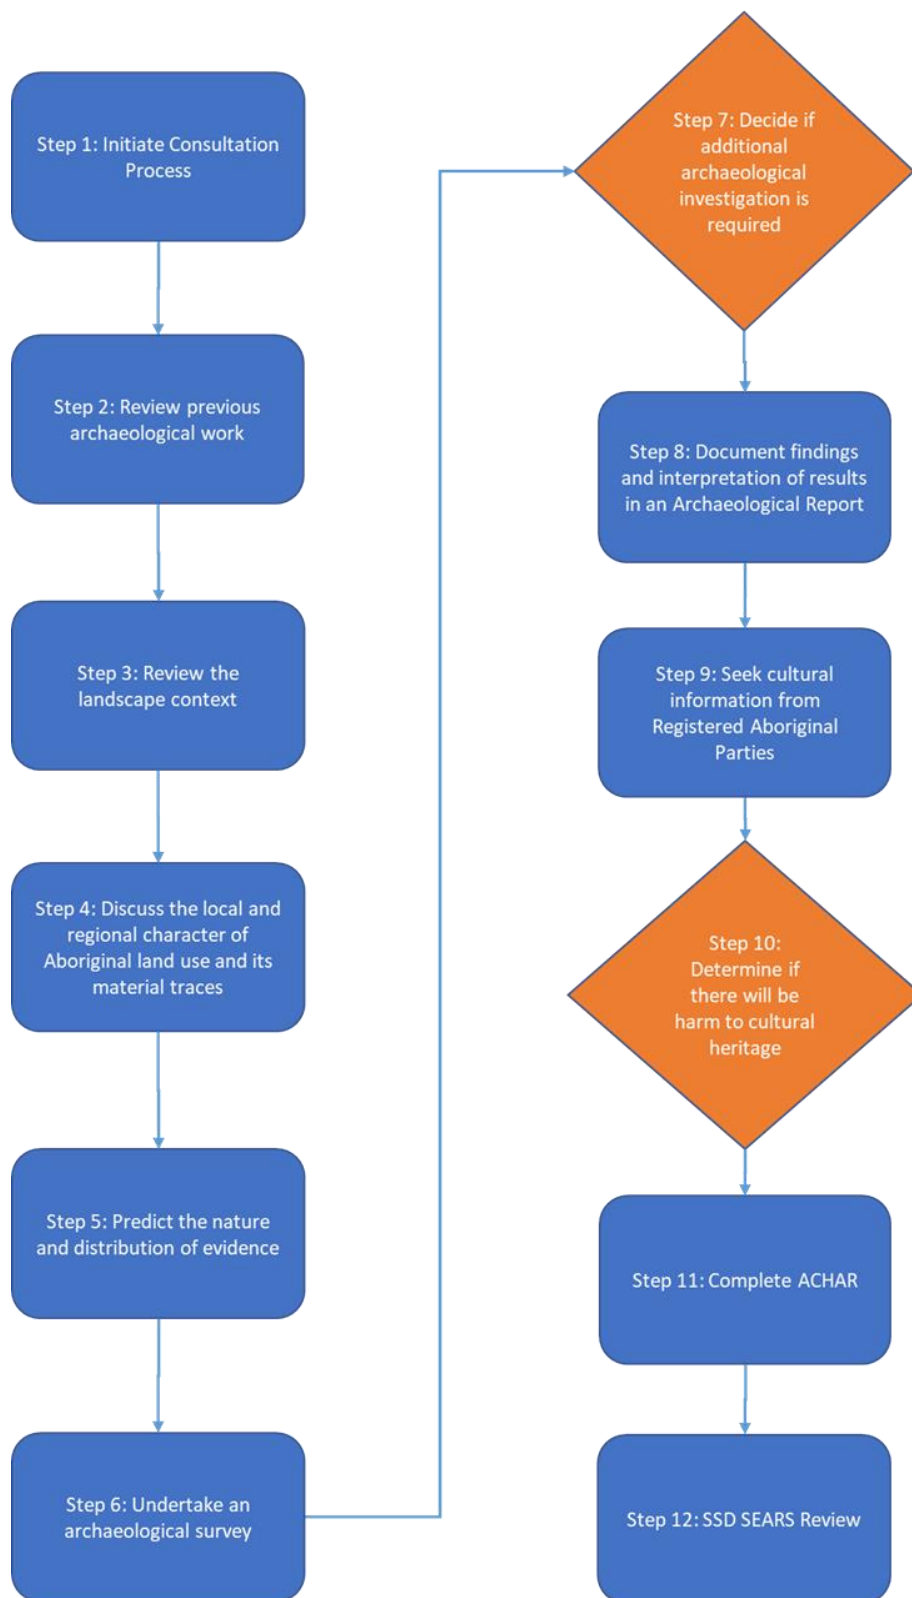 Step 1: Initiate Consultation
Process
Step 2: Review previous
archaeological work
Step 3: Review the
landscape context
Step 4: Discuss the local and
regional character of
Aboriginal land use and its
material traces
Step 5: Predict the nature
and distribution of evidence
Step 6: Undertake an
archaeological survey
Step 7: Decide if
additional
archaeological
investigation is
required
Step 8: Document findings
and interpretation of results
in an Archaeological Report
Step 9: Seek cultural
information from
Registered Aboriginal
Parties
Step 10:
Determine if
there will be
harm to cultural
heritage
Step 11: Complete ACHAR
Step 12: SSD SEARS Review